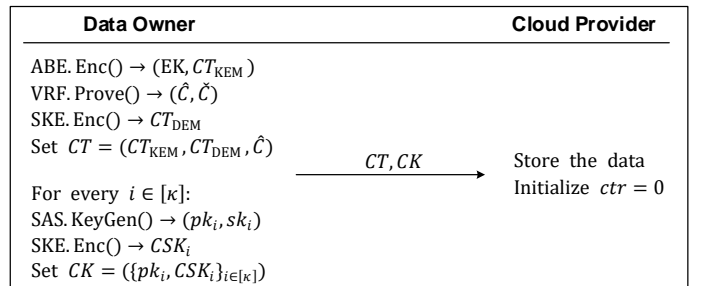 Data Owner Cloud Provider
ABE. Enc() → (EK, CT_KEM)
VRF. Prove() → (Ĉ, Č)
SKE. Enc() → CT_DEM
Set CT = (CT_KEM, CT_DEM, Ĉ)
CT, CK
Store the data
Initialize ctr = 0
For every i ∈ [κ]:
SAS. KeyGen() → (pk_i, sk_i)
SKE. Enc() → CSK_i
Set CK = ({pk_i, CSK_i}_{i∈[κ]})